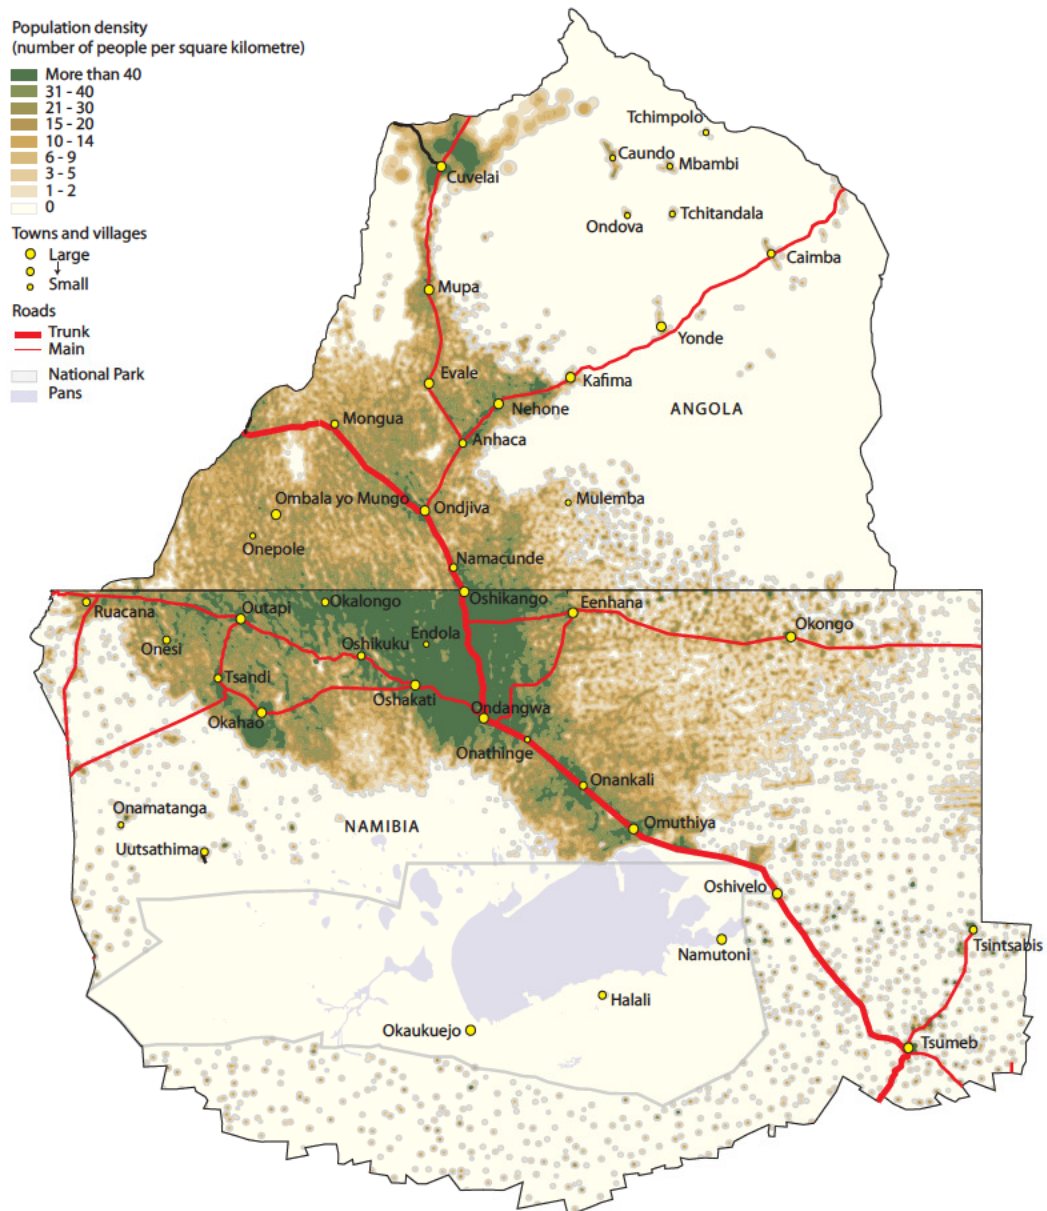 Population density
(number of people per square kilometre)
More than 40
31 - 40
21 - 30
15 - 20
10 - 14
6 - 9
3 - 5
1 - 2
0
Towns and villages
Large
Small
Roads
Trunk
Main
National Park
Pans
Tchimpolo
Caundo
Mbambi
Cuvelai
Ondova
Tchitandala
Caimba
Mupa
Yonde
Evale
Kafima
Nehone
ANGOLA
Mongua
Anhaca
Ombala yo Mungo
Ondjiva
Mulemba
Onepole
Namacunde
Oshikango
Ruacana
Outapi
Okalongo
Eenhana
Okongo
Onesi
Oshikuku
Endola
Tsandi
Oshakati
Okahao
Ondangwa
Onathinge
Onankali
Onamatanga
NAMIBIA
Omuthiya
Uutsathima
Oshivelo
Namutoni
Tsintsabis
Halali
Okaukuejo
Tsumeb